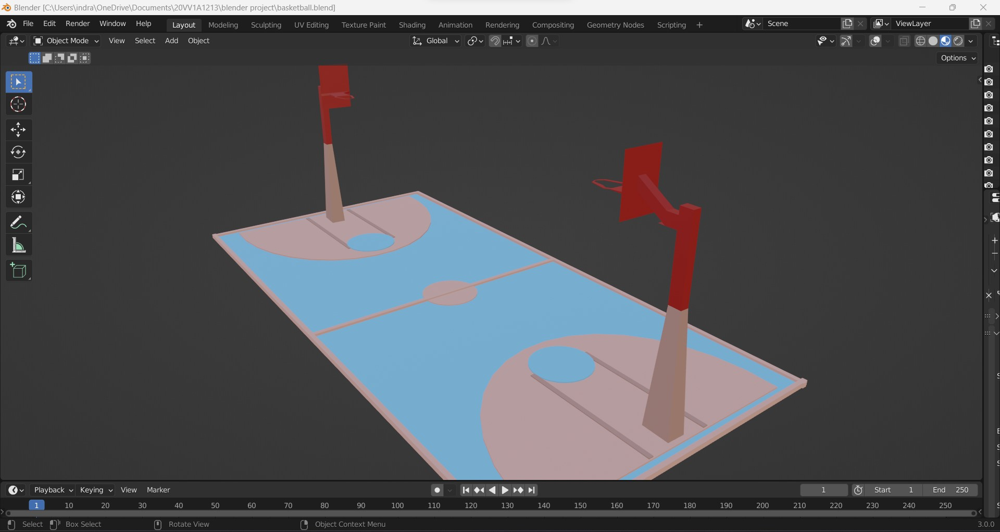 Blender [C:\Users\indra\OneDrive\Documents\20VV1A1213\blender project\basketball.blend]
File Edit Render Window Help Layout Modeling Sculpting UV Editing Texture Paint Shading Animation Rendering Compositing Geometry Nodes Scripting + Scene ViewLayer
Object Mode View Select Add Object Global
Options
Playback Keying View Marker 1 Start 1 End 250
1 10 20 30 40 50 60 70 80 90 100 110 120 130 140 150 160 170 180 190 200 210 220 230 240 250
Select Box Select Rotate View Object Context Menu 3.0.0